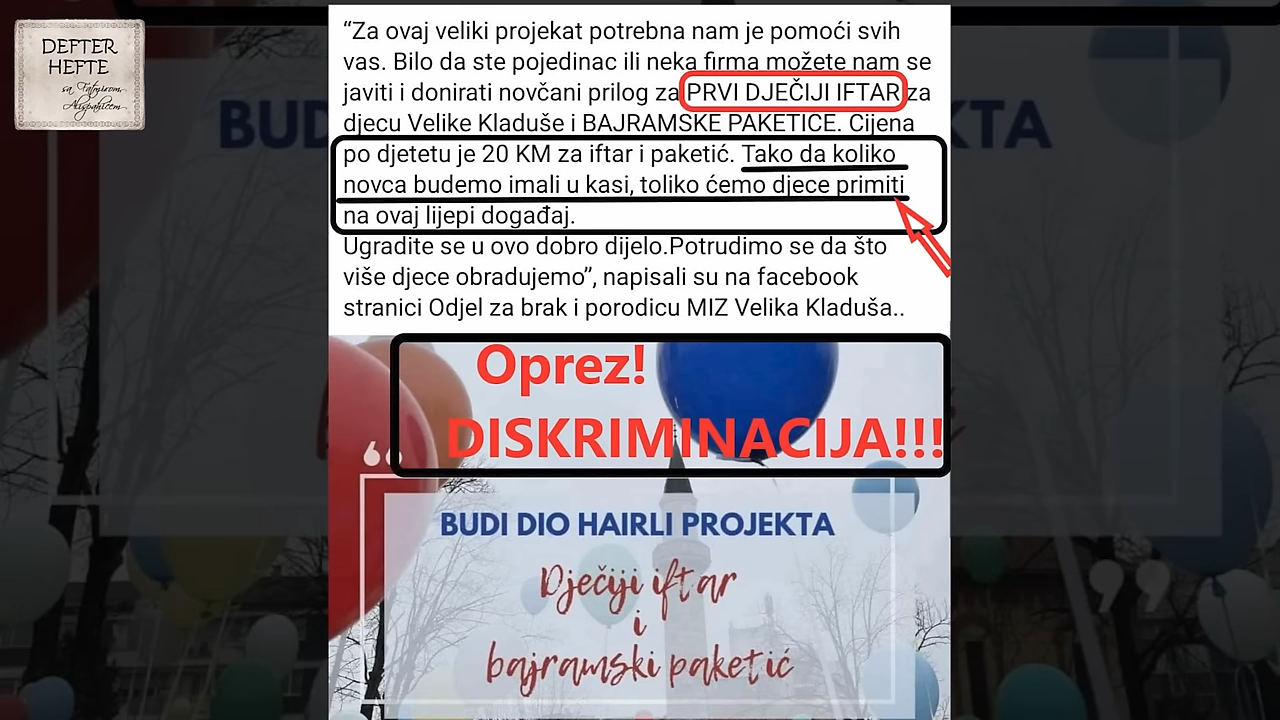 DEFTER
HEFTE
sa Fatmirom
Alispahićem
“Za ovaj veliki projekat potrebna nam je pomoći svih
vas. Bilo da ste pojedinac ili neka firma možete nam se
javiti i donirati novčani prilog za PRVI DJEČIJI IFTAR za
djecu Velike Kladuše i BAJRAMSKE PAKETIĆE. Cijena
po djetetu je 20 KM za iftar i paketić. Tako da koliko
novca budemo imali u kasi, toliko ćemo djece primiti
na ovaj lijepi događaj.
Ugradite se u ovo dobro dijelo.Potrudimo se da što
više djece obradujemo”, napisali su na facebook
stranici Odjel za brak i porodicu MIZ Velika Kladuša..
Oprez!
DISKRIMINACIJA!!!
BUDI DIO HAIRLI PROJEKTA
Dječiji iftar
i
bajramski paketić